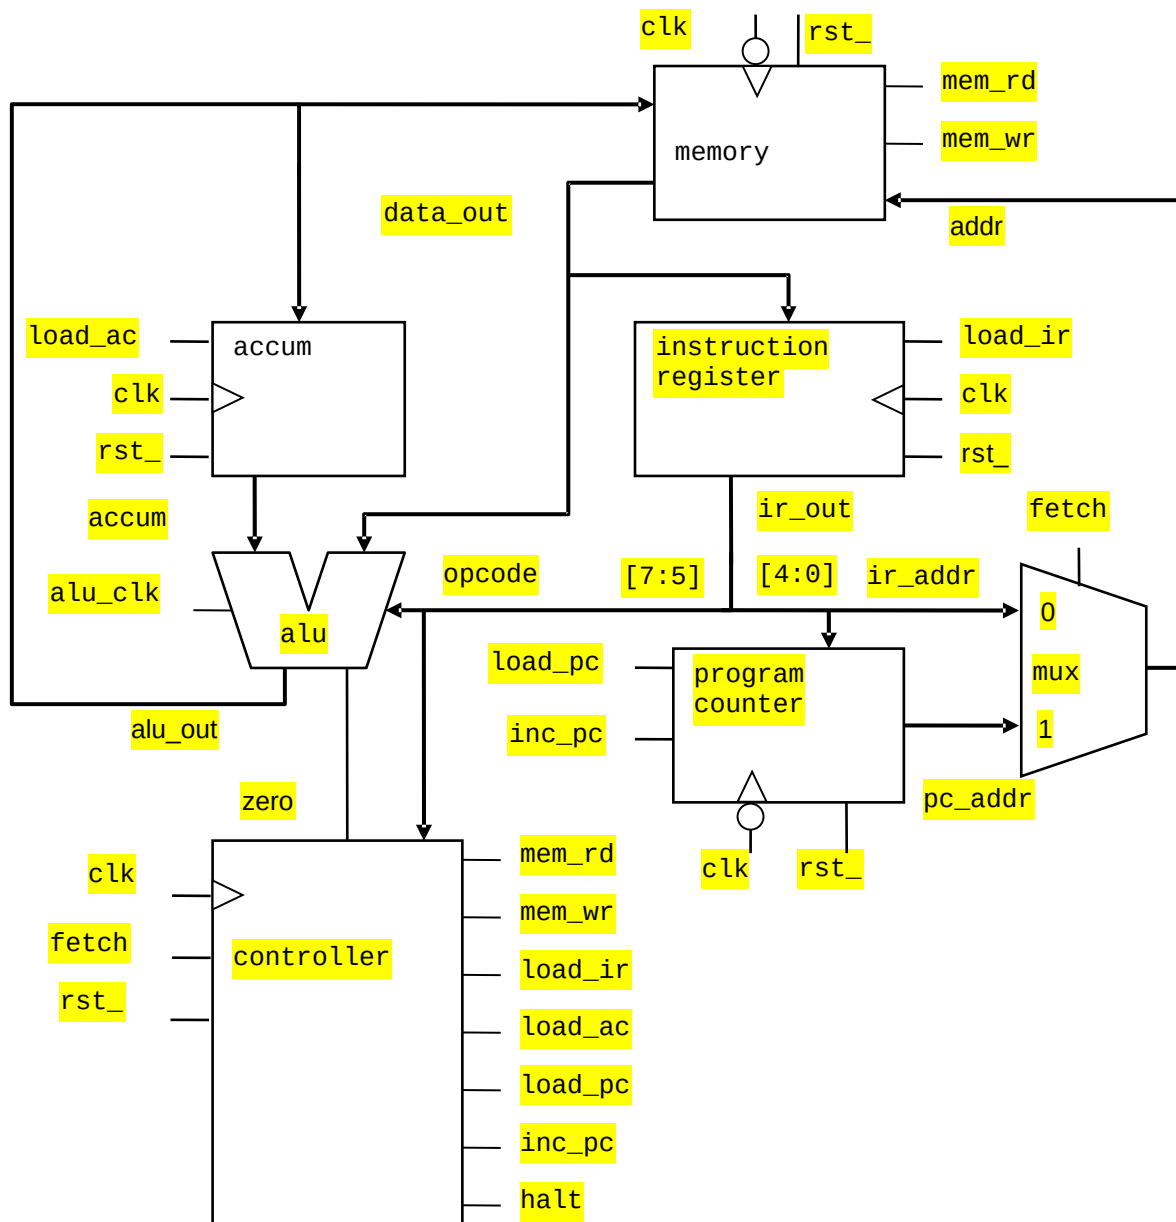 clk
rst_
mem_rd
memory
mem_wr
data_out
addr
load_ac
accum
instruction
register
load_ir
clk
clk
rst_
rst_
accum
ir_out
fetch
opcode
[7:5]
[4:0]
ir_addr
alu_clk
alu
0
load_pc
program
counter
mux
inc_pc
1
alu_out
zero
pc_addr
clk
rst_
clk
mem_rd
mem_wr
fetch
controller
load_ir
rst_
load_ac
load_pc
inc_pc
halt